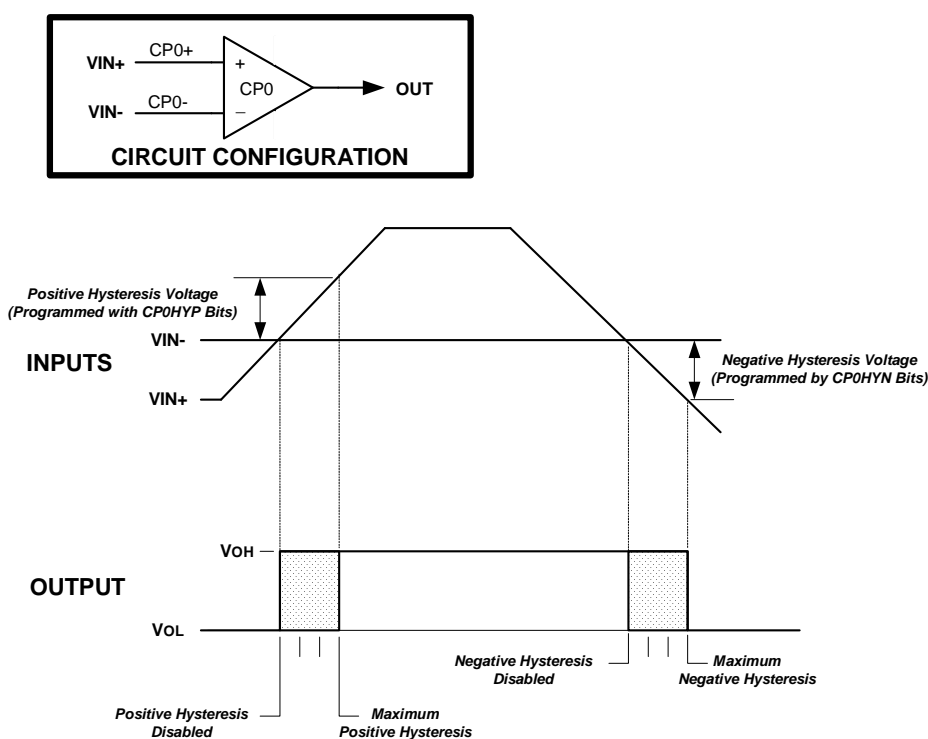 VIN+
CP0+
+
CP0
OUT
VIN-
CP0-
−
CIRCUIT CONFIGURATION
Positive Hysteresis Voltage
(Programmed with CP0HYP Bits)
VIN-
INPUTS
Negative Hysteresis Voltage
(Programmed by CP0HYN Bits)
VIN+
VOH
OUTPUT
VOL
Negative Hysteresis
Disabled
Maximum
Negative Hysteresis
Positive Hysteresis
Disabled
Maximum
Positive Hysteresis